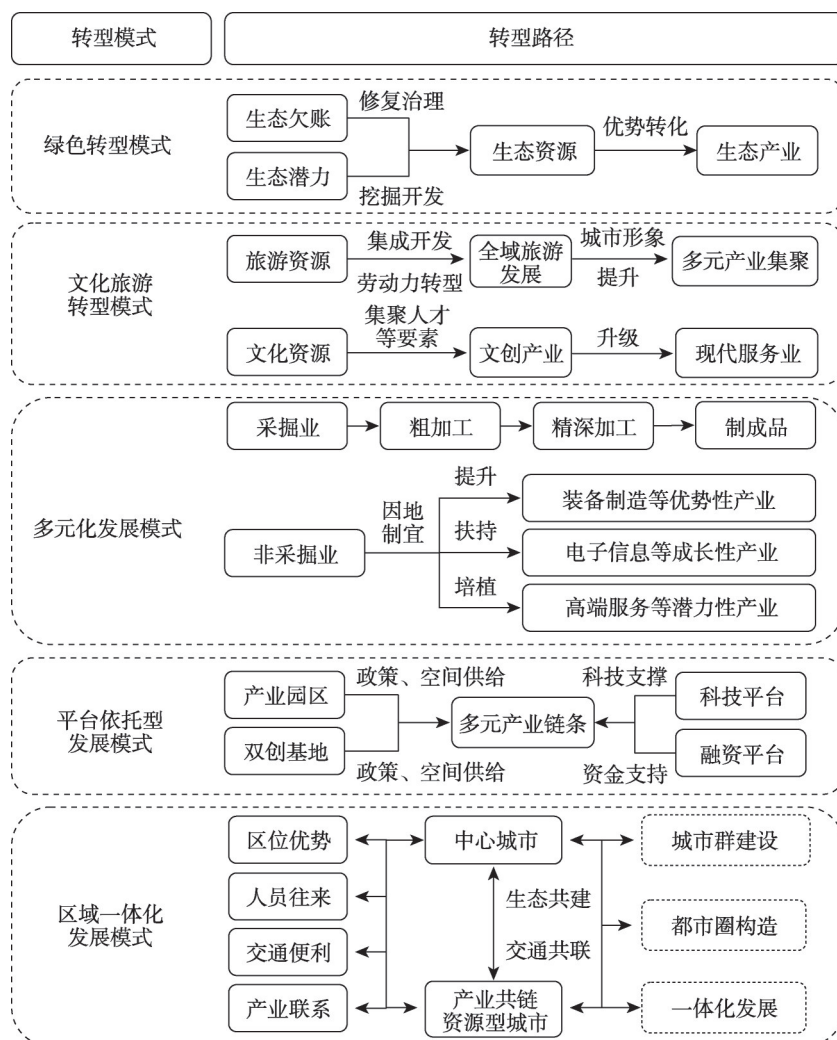 转型模式
转型路径
绿色转型模式
生态欠账
修复治理
生态潜力
挖掘开发
生态资源
优势转化
生态产业
文化旅游
转型模式
旅游资源
集成开发
劳动力转型
全域旅游
发展
城市形象
提升
多元产业集聚
文化资源
集聚人才
等要素
文创产业
升级
现代服务业
多元化发展模式
采掘业
粗加工
精深加工
制成品
非采掘业
因地
制宜
提升
装备制造等优势性产业
扶持
电子信息等成长性产业
培植
高端服务等潜力性产业
平台依托型
发展模式
产业园区
政策、空间供给
双创基地
政策、空间供给
多元产业链条
科技支撑
科技平台
资金支持
融资平台
区域一体化
发展模式
区位优势
人员往来
交通便利
产业联系
中心城市
生态共建
交通共联
产业共链
资源型城市
城市群建设
都市圈构造
一体化发展